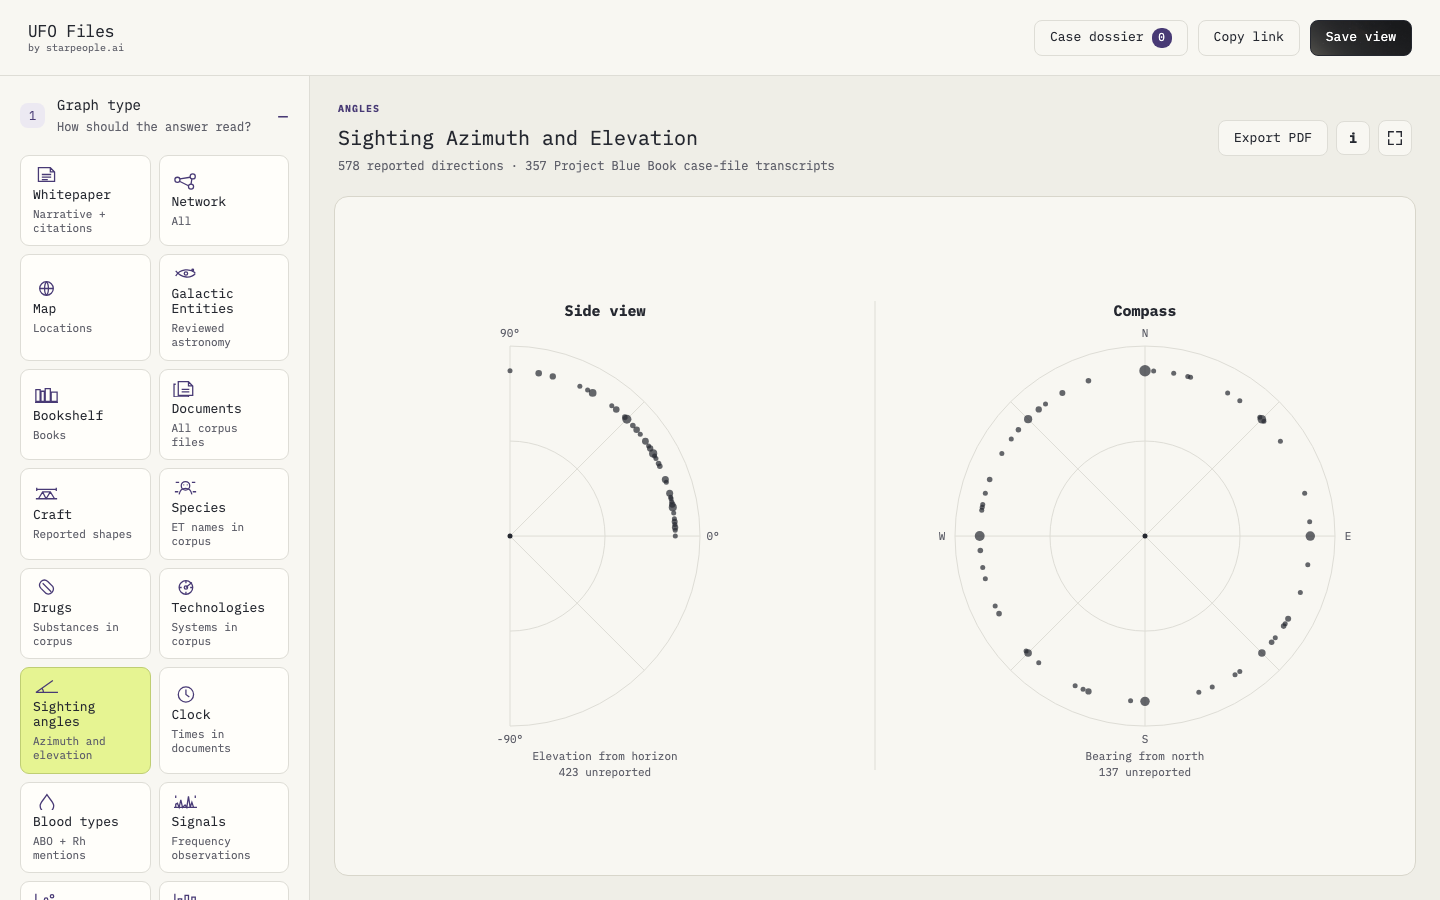 UFO Files
by starpeople.ai
Case dossier 0
Copy link
Save view
1
Graph type
How should the answer read?
–
Whitepaper
Narrative +
citations
Network
All
Map
Locations
Galactic
Entities
Reviewed
astronomy
Bookshelf
Books
Documents
All corpus
files
Craft
Reported shapes
Species
ET names in
corpus
Drugs
Substances in
corpus
Technologies
Systems in
corpus
Sighting
angles
Azimuth and
elevation
Clock
Times in
documents
Blood types
ABO + Rh
mentions
Signals
Frequency
observations
ANGLES
Sighting Azimuth and Elevation
578 reported directions · 357 Project Blue Book case-file transcripts
Export PDF
i
Side view
90°
0°
-90°
Elevation from horizon
423 unreported
Compass
N
W
E
S
Bearing from north
137 unreported